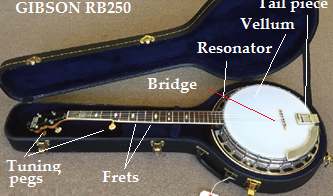 GIBSON RB250
Tail piece
Vellum
Resonator
Bridge
Tuning
pegs
Frets